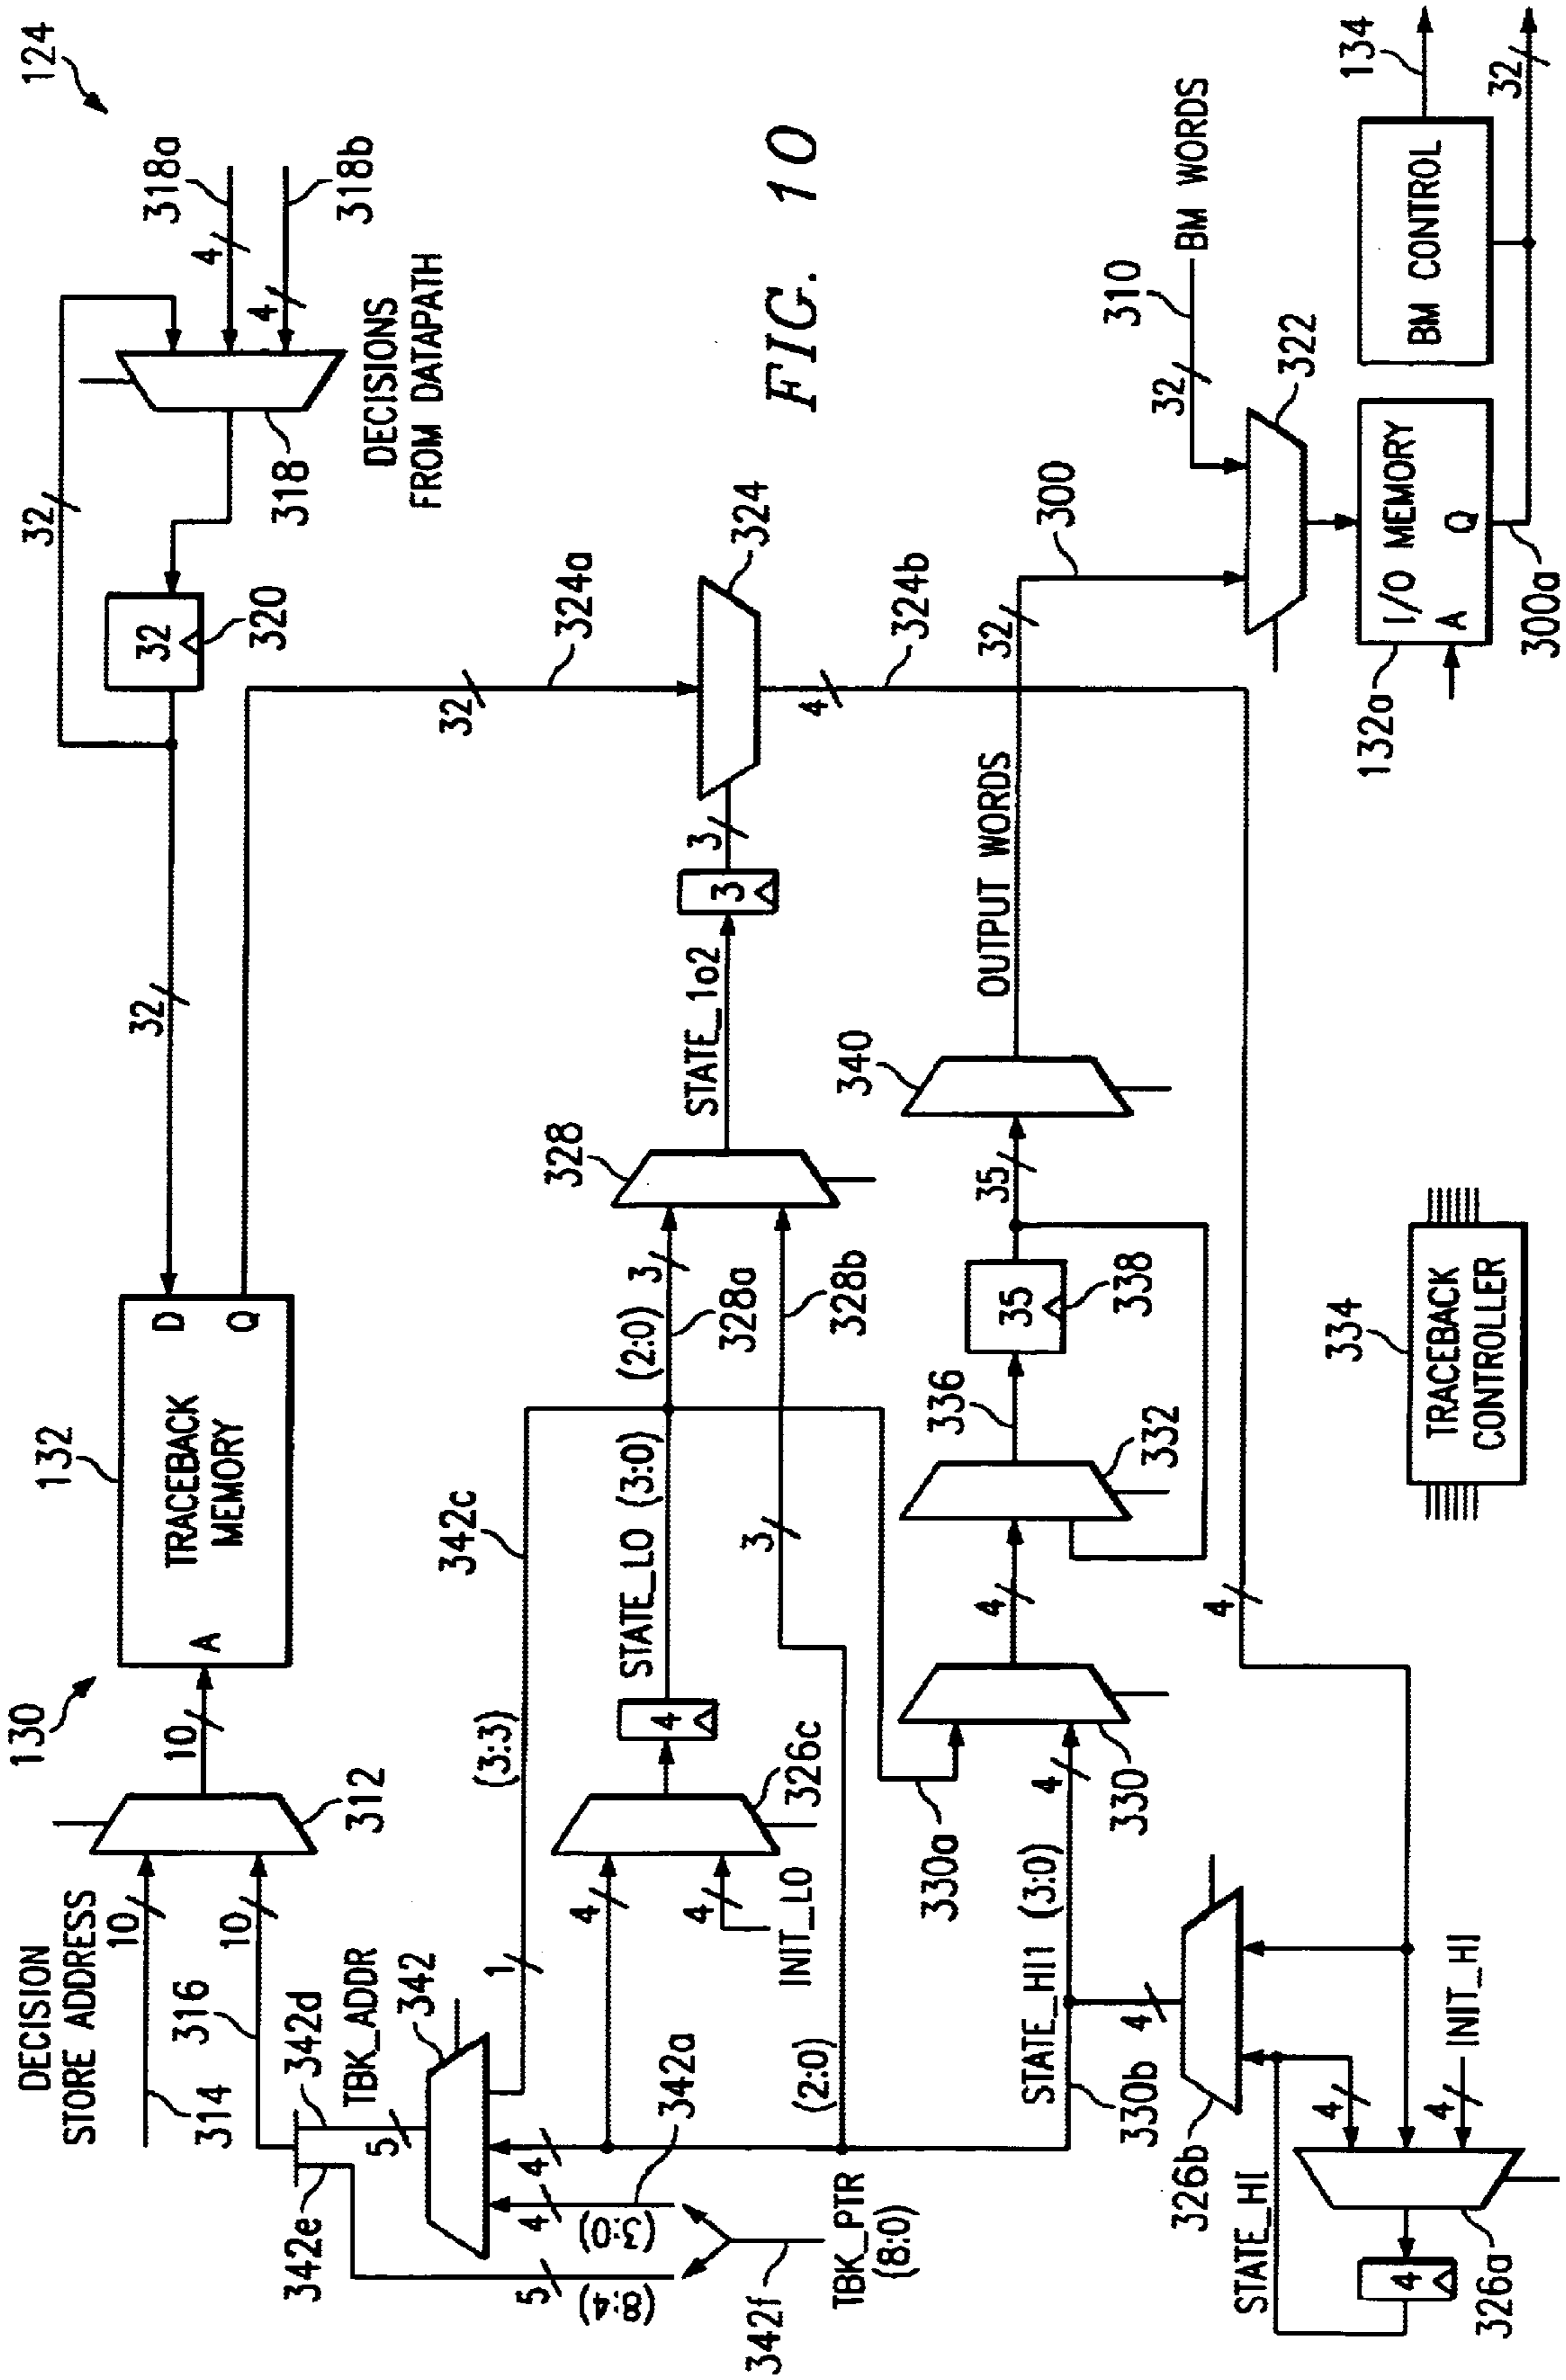 124
130
132
TRACEBACK
MEMORY
A
D
Q
DECISION
STORE ADDRESS
314
10
316
10
312
10
32
32
32
320
318
318a
4
4
318b
DECISIONS
FROM DATAPATH
342d
342e
TBK_ADDR
342
5
5
(8:4)
4
(3:0)
4
342a
342f
TBK_PTR
(8:0)
1
(3:3)
342c
4
4
INIT_LO
326c
4
STATE_LO (3:0)
(2:0)
3
328a
328
328b
3
(2:0)
STATE_1o2
3
3
324
32
324a
4
324b
FIG. 10
STATE_HI1 (3:0)
330b
4
330a
330
4
332
336
35
338
35
340
OUTPUT WORDS
32
300
310
32
BM WORDS
322
I/O MEMORY
A
Q
132a
300a
BM CONTROL
134
32
4
326b
4
STATE_HI
4
326a
4
4
INIT_HI
334
TRACEBACK
CONTROLLER